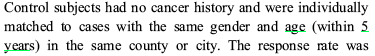 Control subjects had no cancer history and were individually
matched to cases with the same gender and age (within 5
years) in the same county or city. The response rate was